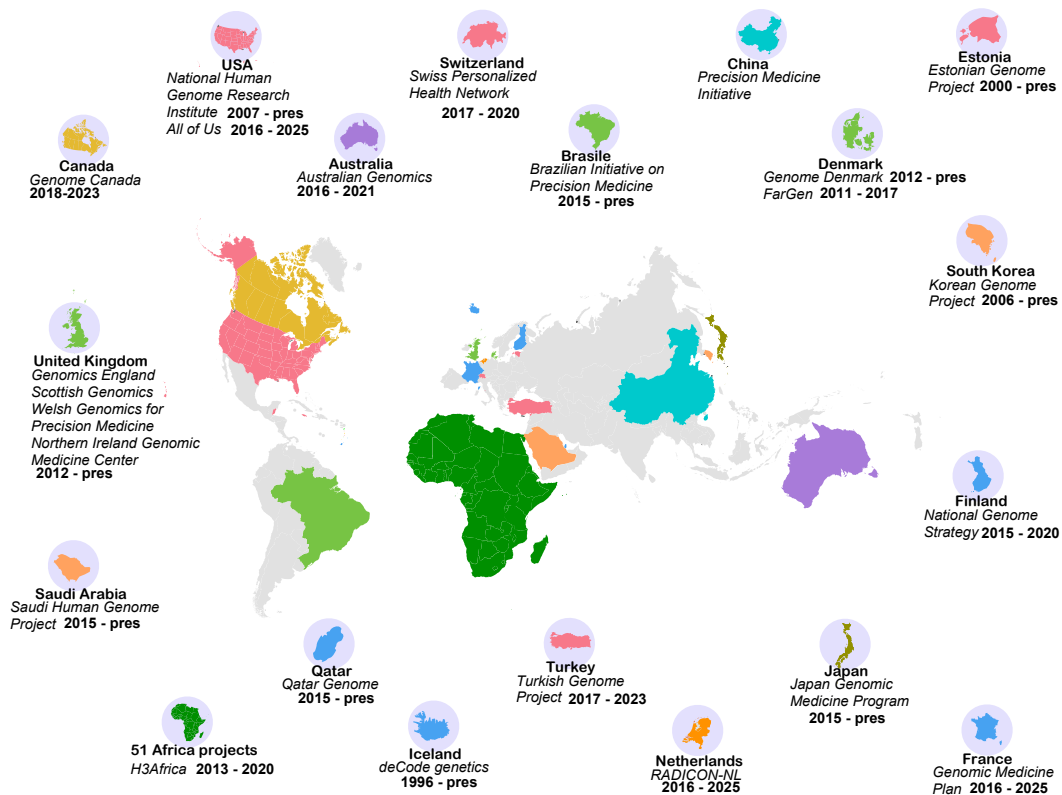 USA
National Human
Genome Research
Institute 2007 - pres
All of Us 2016 - 2025
Switzerland
Swiss Personalized
Health Network
2017 - 2020
China
Precision Medicine
Initiative
Estonia
Estonian Genome
Project 2000 - pres
Canada
Genome Canada
2018-2023
Australia
Australian Genomics
2016 - 2021
Brasile
Brazilian Initiative on
Precision Medicine
2015 - pres
Denmark
Genome Denmark 2012 - pres
FarGen 2011 - 2017
South Korea
Korean Genome
Project 2006 - pres
United Kingdom
Genomics England
Scottish Genomics
Welsh Genomics for
Precision Medicine
Northern Ireland Genomic
Medicine Center
2012 - pres
Finland
National Genome
Strategy 2015 - 2020
Saudi Arabia
Saudi Human Genome
Project 2015 - pres
Qatar
Qatar Genome
2015 - pres
Turkey
Turkish Genome
Project 2017 - 2023
Japan
Japan Genomic
Medicine Program
2015 - pres
51 Africa projects
H3Africa 2013 - 2020
Iceland
deCode genetics
1996 - pres
Netherlands
RADICON-NL
2016 - 2025
France
Genomic Medicine
Plan 2016 - 2025